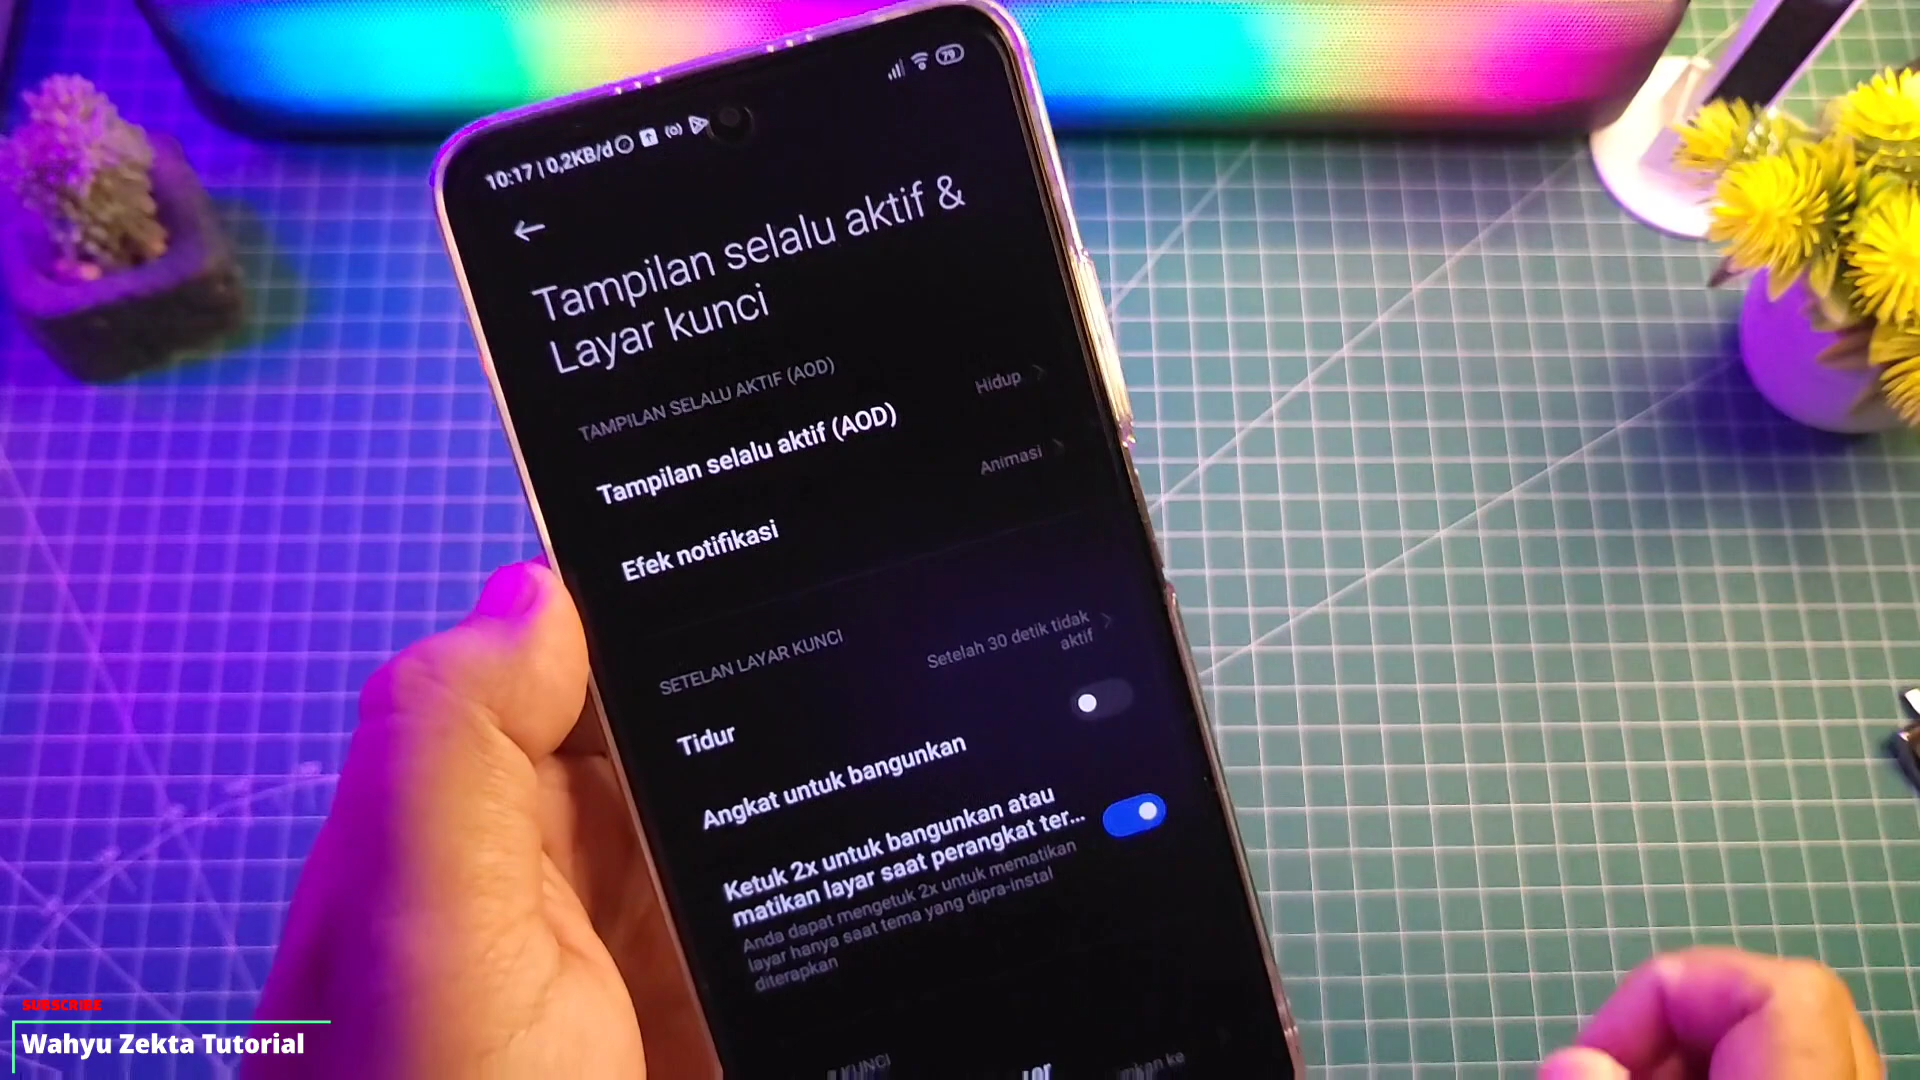 10:17 | 0,2KB/d
79
Tampilan selalu aktif &
Layar kunci
TAMPILAN SELALU AKTIF (AOD)
Tampilan selalu aktif (AOD)
Hidup
Efek notifikasi
Animasi
SETELAN LAYAR KUNCI
Tidur
Setelah 30 detik tidak
aktif
Angkat untuk bangunkan
Ketuk 2x untuk bangunkan atau
matikan layar saat perangkat ter...
Anda dapat mengetuk 2x untuk mematikan
layar hanya saat tema yang dipra-instal
diterapkan
KUNCI
SUBSCRIBE
Wahyu Zekta Tutorial